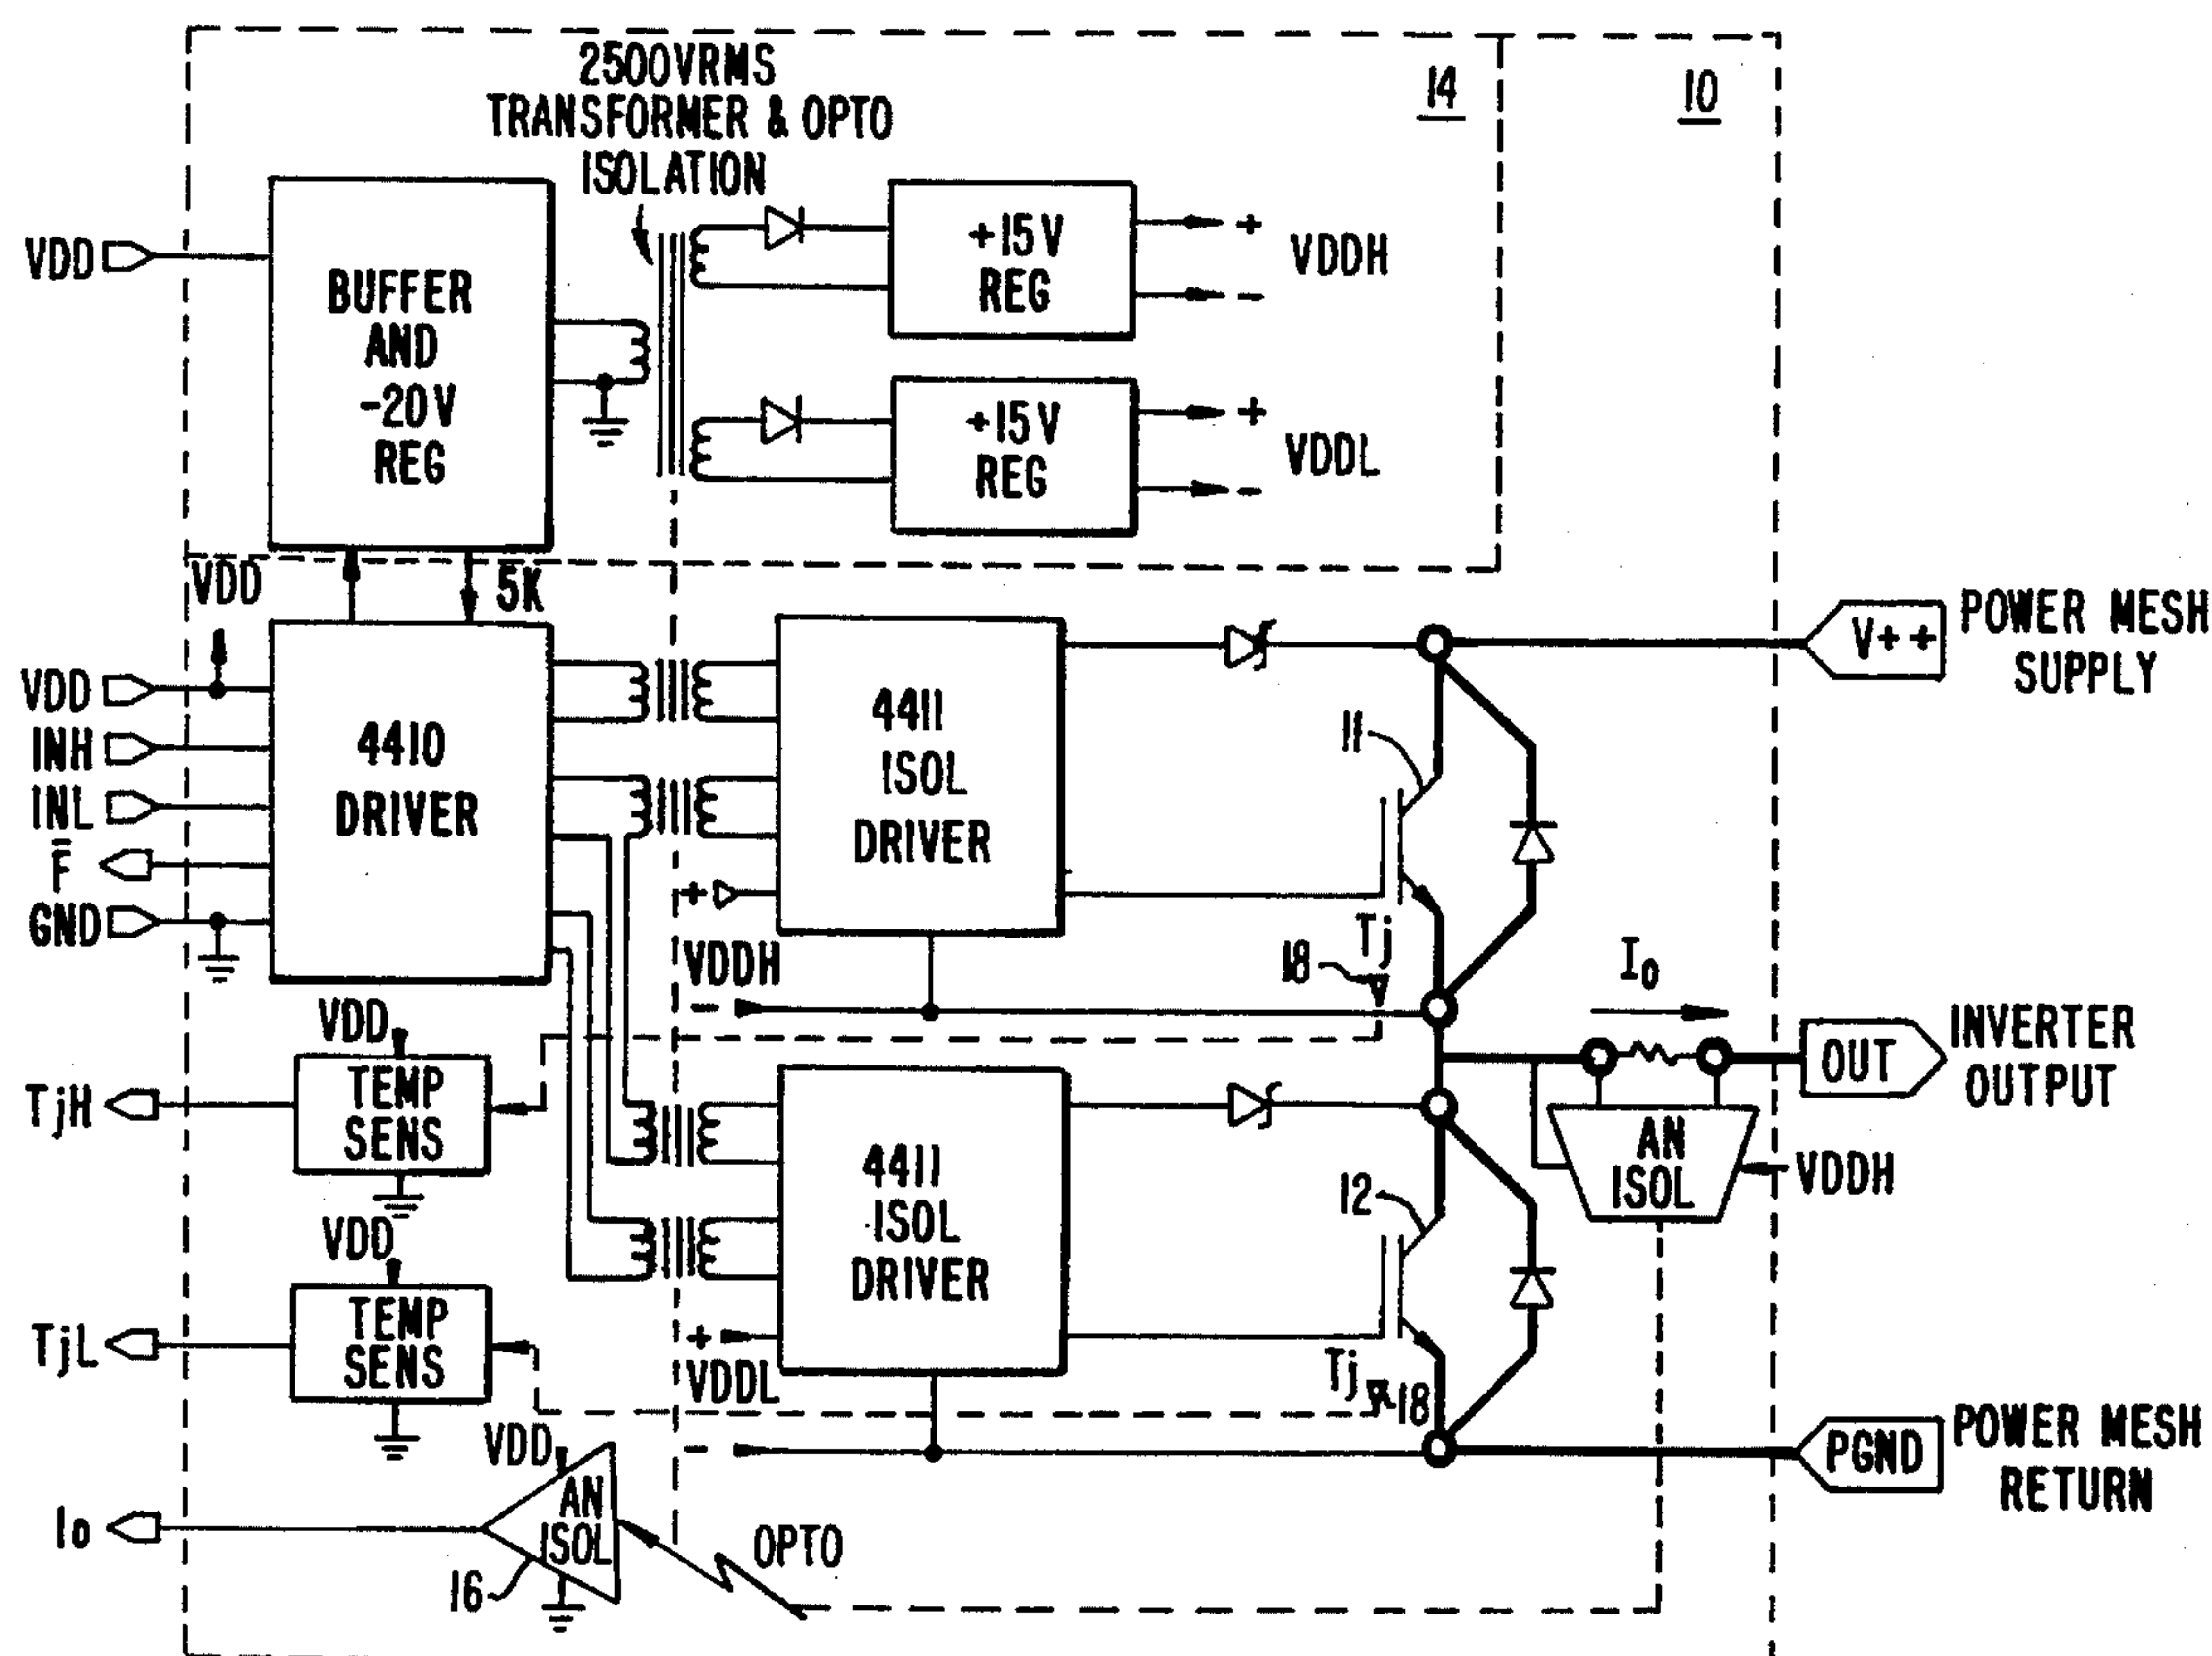 2500VRMS
TRANSFORMER & OPTO
ISOLATION
14
10
VDD
BUFFER
AND
-20V
REG
+15V
REG
+
VDDH
-
+15V
REG
+
VDDL
-
VDD
5K
VDD
INH
INL
F̅
GND
4410
DRIVER
4411
ISOL
DRIVER
+
VDDH
-
11
Tj
18
V++
POWER MESH
SUPPLY
I0
OUT
INVERTER
OUTPUT
AN
ISOL
VDDH
VDD
TEMP
SENS
TjH
VDD
TEMP
SENS
TjL
4411
ISOL
DRIVER
+
VDDL
-
12
Tj
18
PGND
POWER MESH
RETURN
VDD
AN
ISOL
16
Io
OPTO